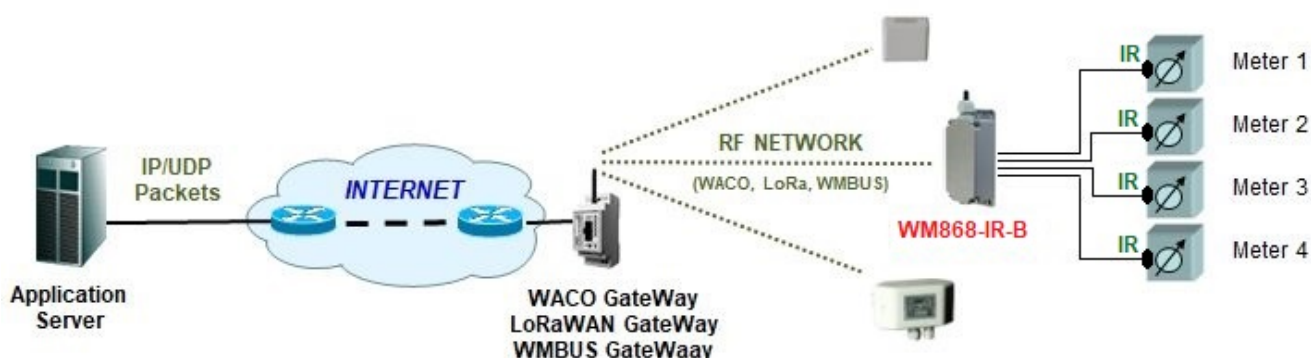 IP/UDP
Packets
INTERNET
RF NETWORK
(WACO, LoRa, WMBUS)
WM868-IR-B
IR
Meter 1
IR
Meter 2
IR
Meter 3
IR
Meter 4
Application
Server
WACO GateWay
LoRaWAN GateWay
WMBUS GateWaay